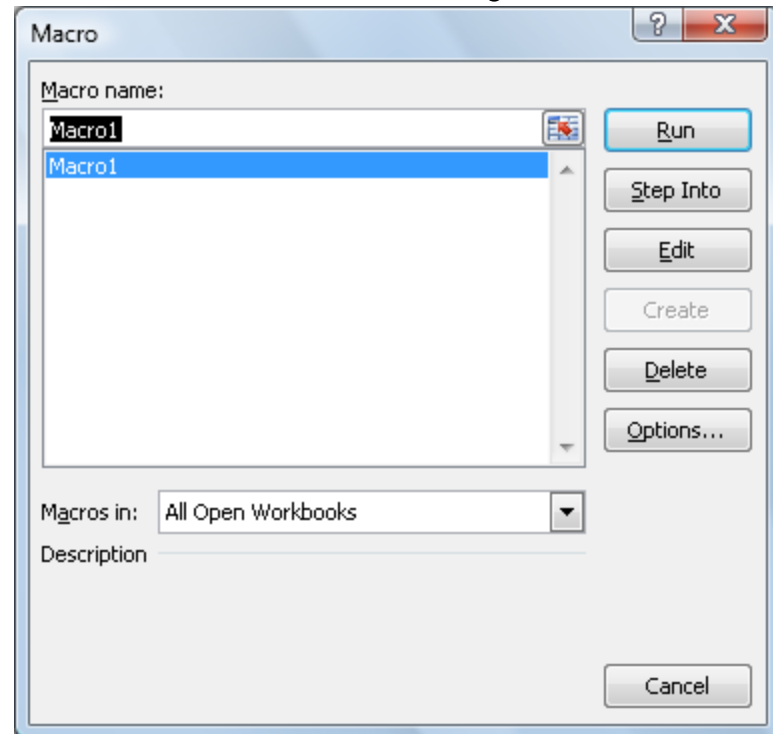 Macro
Macro name:
Macro1
Macro1
Run
Step Into
Edit
Create
Delete
Options...
Macros in: All Open Workbooks
Description
Cancel